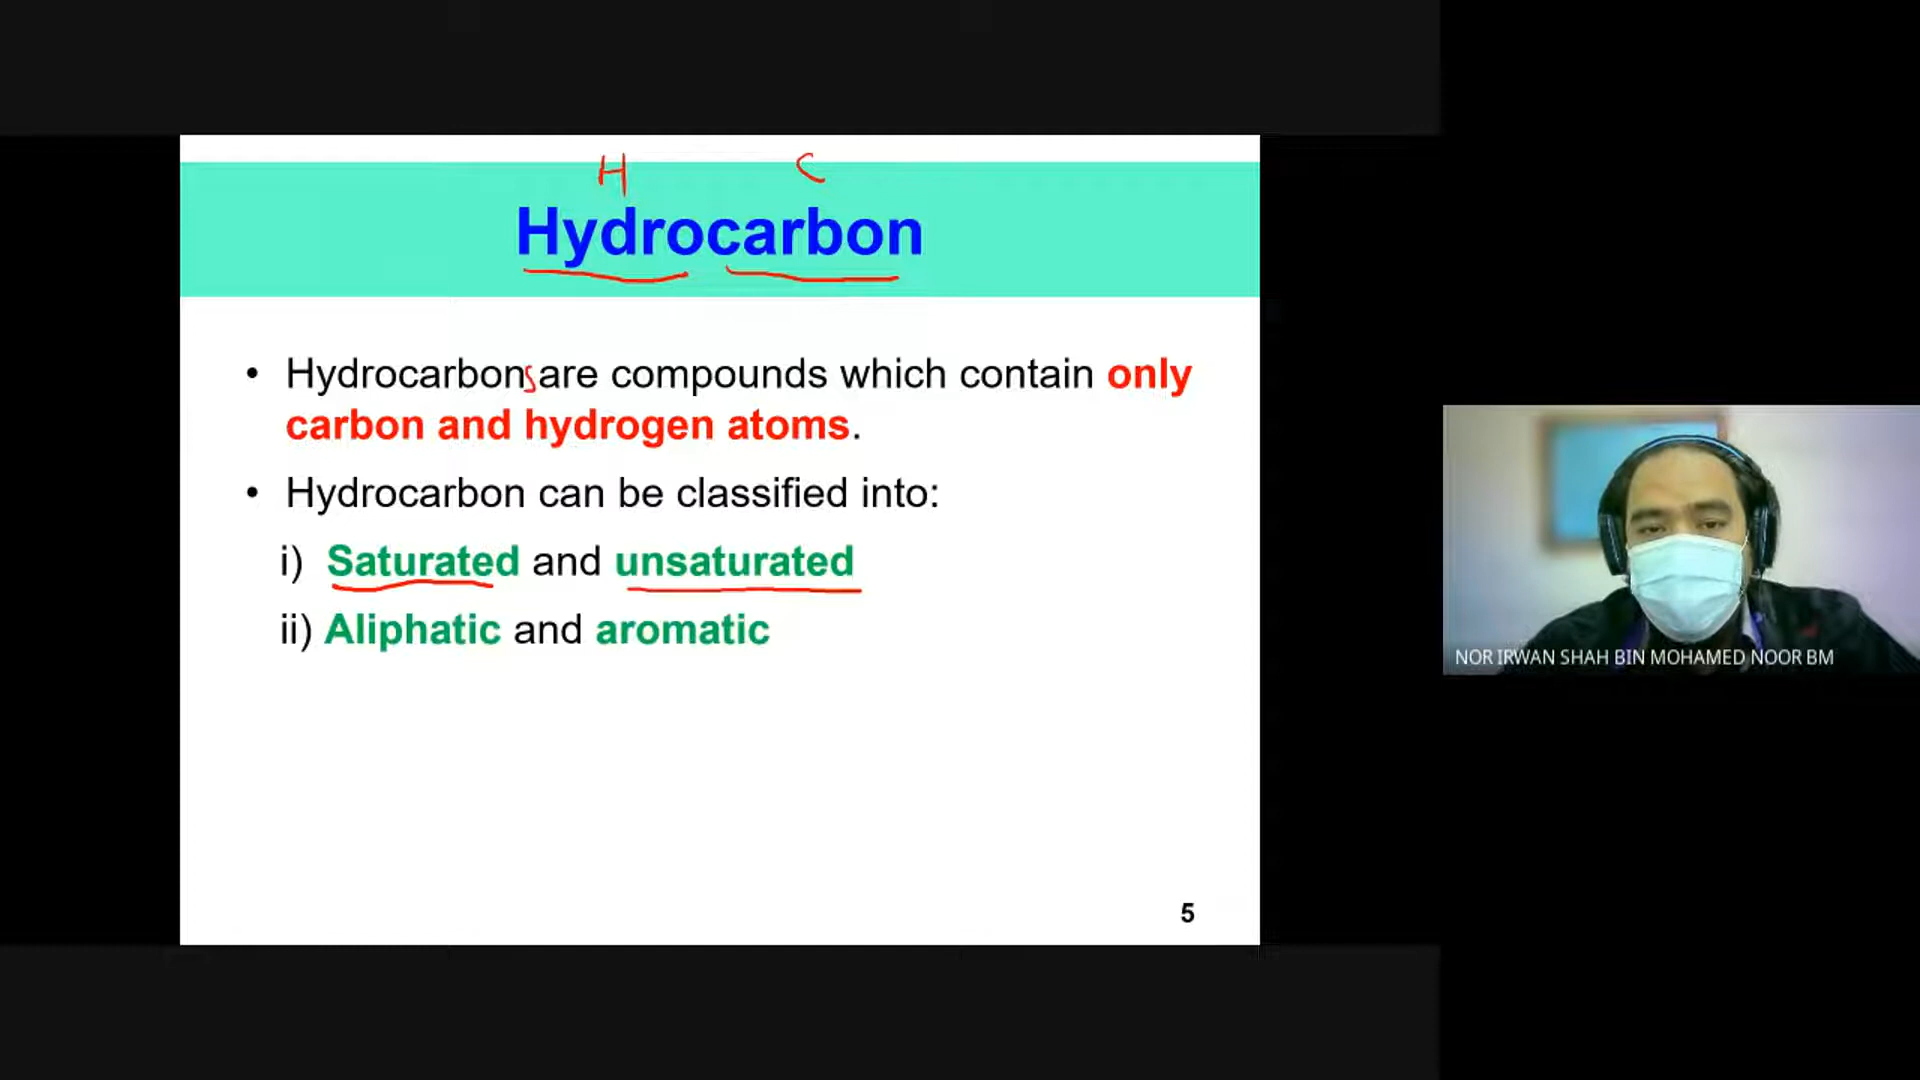 H C
Hydrocarbon
• Hydrocarbons are compounds which contain only
carbon and hydrogen atoms.
• Hydrocarbon can be classified into:
i) Saturated and unsaturated
ii) Aliphatic and aromatic
5
NOR IRWAN SHAH BIN MOHAMED NOOR BM